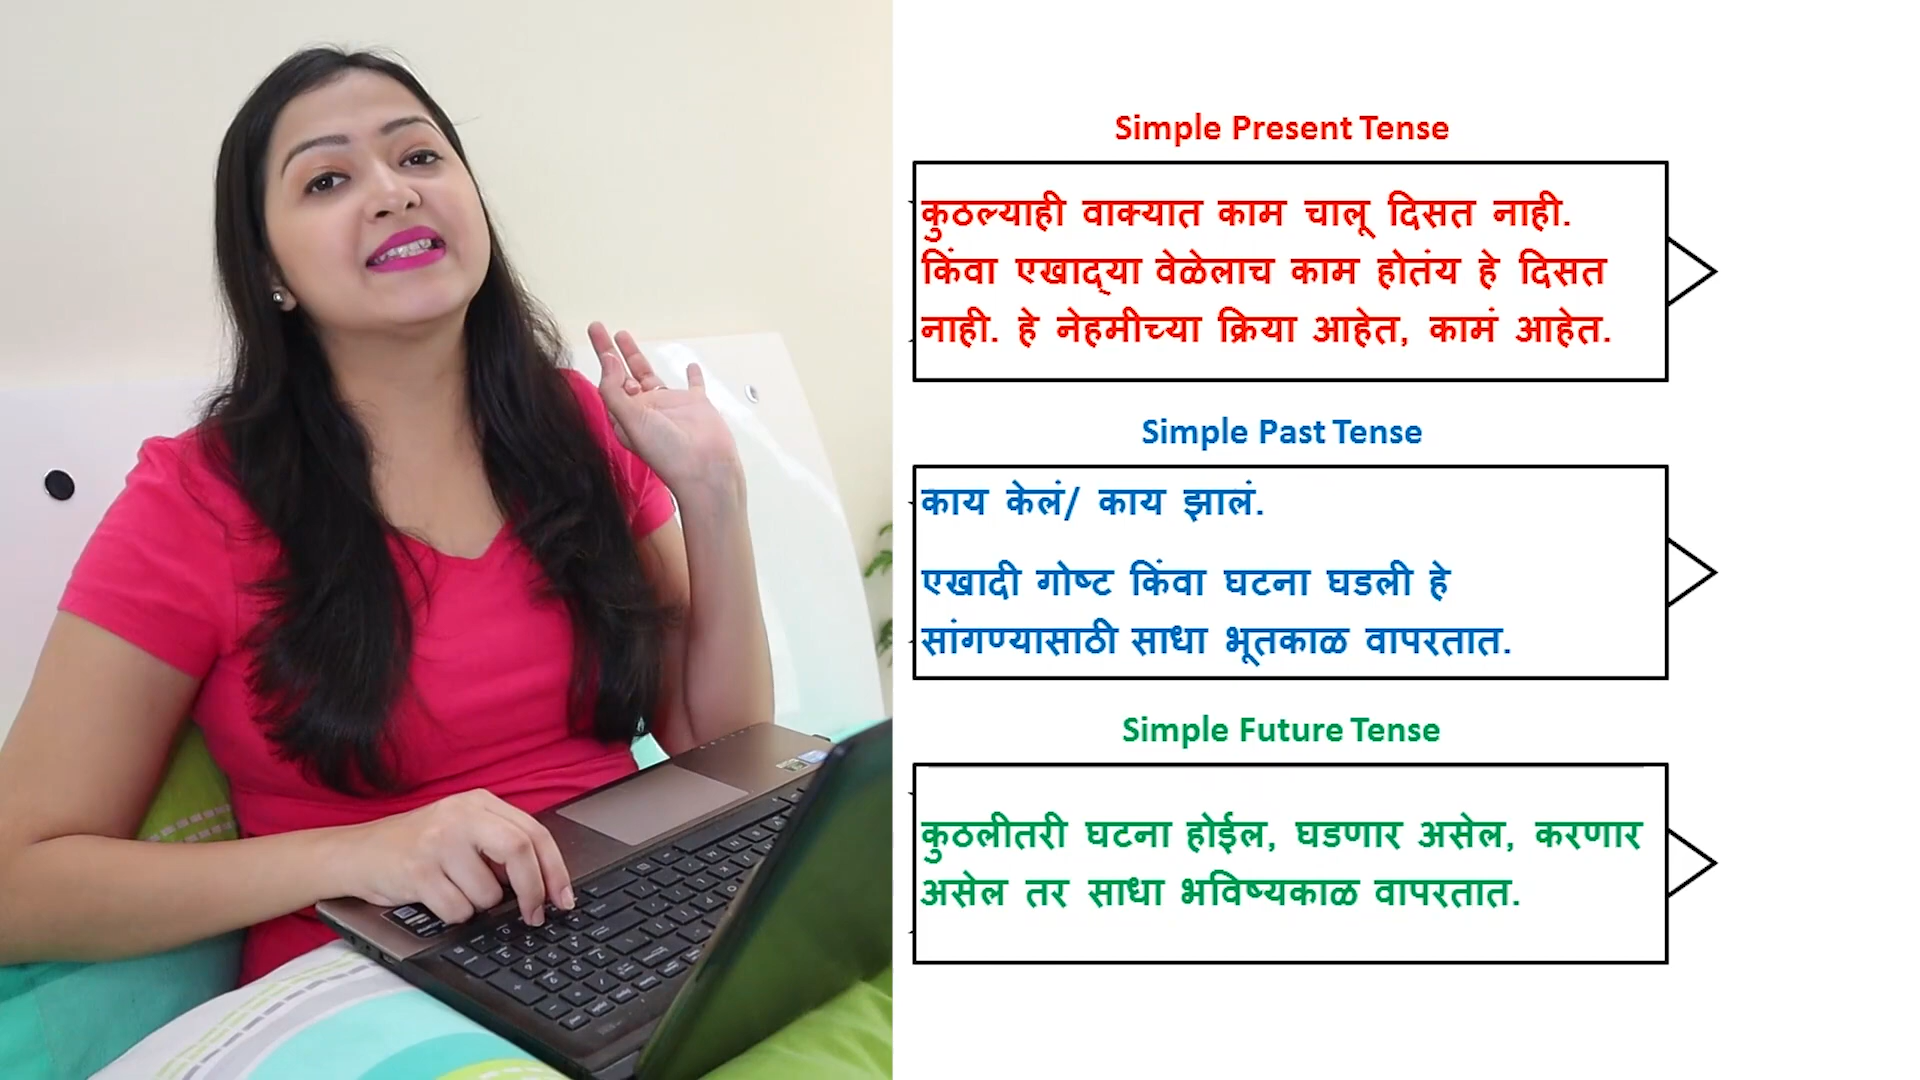 Simple Present Tense
कुठल्याही वाक्यात काम चालू दिसत नाही.
किंवा एखाद्‌या वेळेलाच काम होतंय हे दिसत
नाही. हे नेहमीच्या क्रिया आहेत, कामं आहेत.
Simple Past Tense
काय केलं/ काय झालं.
एखादी गोष्ट किंवा घटना घडली हे
सांगण्यासाठी साधा भूतकाळ वापरतात.
Simple Future Tense
कुठलीतरी घटना होईल, घडणार असेल, करणार
असेल तर साधा भविष्यकाळ वापरतात.